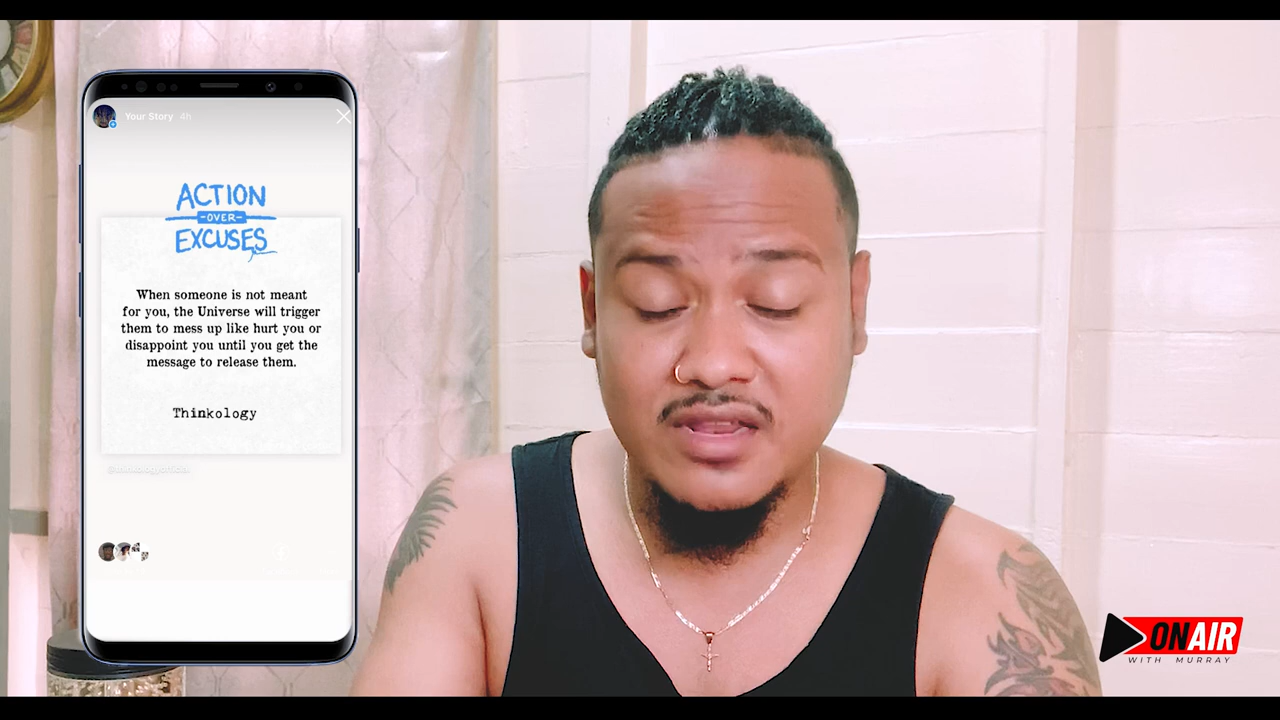 Your Story 4h
ACTION
-OVER-
EXCUSES
When someone is not meant
for you, the Universe will trigger
them to mess up like hurt you or
disappoint you until you get the
message to release them.
Thinkology
ONAIR
WITH MURRAY